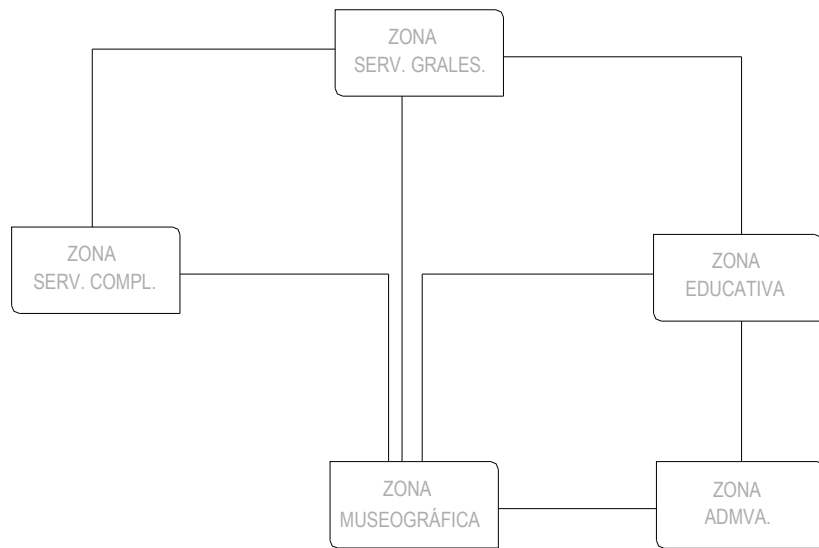 ZONA
SERV. GRALES.
ZONA
SERV. COMPL.
ZONA
EDUCATIVA
ZONA
MUSEOGRÁFICA
ZONA
ADMVA.